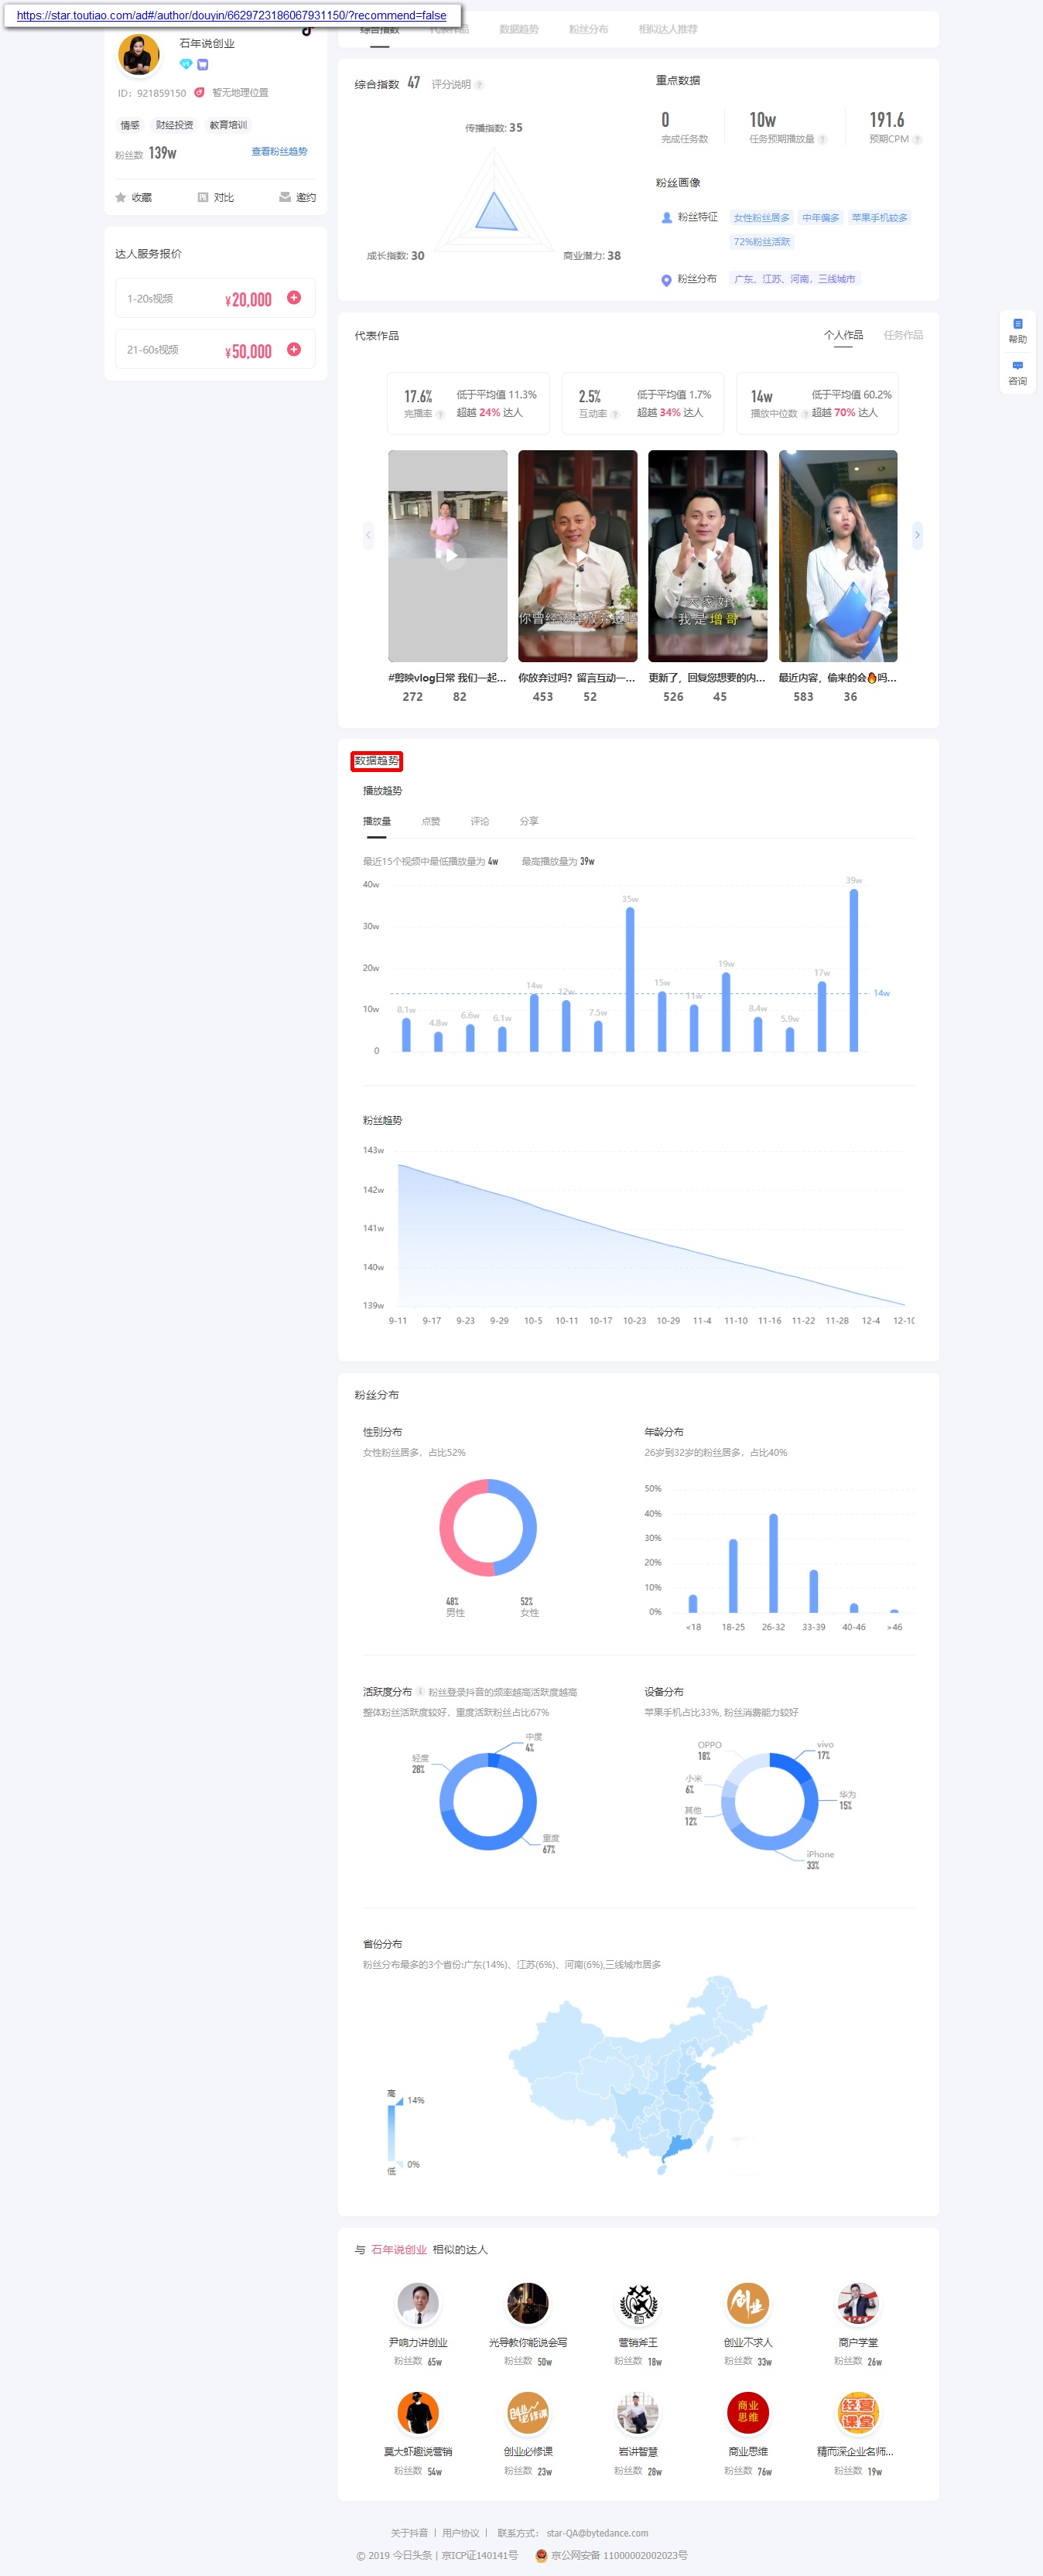 https://star.toutiao.com/ad#/author/douyin/6629723186067931150/?recommend=false
综合指数 代表作品 数据趋势 粉丝分布 相似达人推荐
石年说创业
ID: 921859150 暂无地理位置
情感 财经投资 教育培训
粉丝数 139w 查看粉丝趋势
收藏 对比 邀约
达人服务报价
1-20s视频 ¥20,000
21-60s视频 ¥50,000
综合指数 47 评分说明 ?
传播指数: 35
成长指数: 30 商业潜力: 38
重点数据
0 10w 191.6
完成任务数 任务预期播放量 ? 预期CPM ?
粉丝画像
粉丝特征 女性粉丝居多 中年偏多 苹果手机较多
72%粉丝活跃
粉丝分布 广东、江苏、河南，三线城市
帮助
咨询
代表作品 个人作品 任务作品
17.6% 低于平均值 11.3%
完播率 ? 超越 24% 达人
2.5% 低于平均值 1.7%
互动率 ? 超越 34% 达人
14w 低于平均值 60.2%
播放中位数 ? 超越 70% 达人
大家好
我是增哥
#剪映vlog日常 我们一起... 你放弃过吗？留言互动一... 更新了，回复您想要的内... 最近内容，偷来的会🔥吗...
272 82 453 52 526 45 583 36
数据趋势
播放趋势
播放量 点赞 评论 分享
最近15个视频中最低播放量为 4w 最高播放量为 39w
40w
30w
20w
10w
0
8.1w 4.8w 6.6w 6.1w 14w 12w 7.5w 35w 15w 11w 19w 8.4w 5.9w 17w 39w
14w
粉丝趋势
143w
142w
141w
140w
139w
9-11 9-17 9-23 9-29 10-5 10-11 10-17 10-23 10-29 11-4 11-10 11-16 11-22 11-28 12-4 12-10
粉丝分布
性别分布
女性粉丝居多，占比52%
48% 52%
男性 女性
年龄分布
26岁到32岁的粉丝居多，占比40%
50%
40%
30%
20%
10%
0%
<18 18-25 26-32 33-39 40-46 >46
活跃度分布 粉丝登录抖音的频率越高活跃度越高
整体粉丝活跃度较好，重度活跃粉丝占比67%
中度
4%
轻度
28%
重度
67%
设备分布
苹果手机占比33%, 粉丝消费能力较好
OPPO
18%
vivo
17%
小米
6%
华为
15%
其他
12%
iPhone
33%
省份分布
粉丝分布最多的3个省份:广东(14%)、江苏(6%)、河南(6%),三线城市居多
高
14%
0%
低
与 石年说创业 相似的达人
创业
商户学堂
尹响力讲创业 光导教你能说会写 营销斧王 创业不求人 商户学堂
粉丝数 65w 粉丝数 50w 粉丝数 18w 粉丝数 33w 粉丝数 26w
创业必修课
商业
思维
经营
课堂
莫大虾趣说营销 创业必修课 岩讲智慧 商业思维 精而深企业名师...
粉丝数 54w 粉丝数 23w 粉丝数 28w 粉丝数 76w 粉丝数 19w
关于抖音 | 用户协议 | 联系方式： star-QA@bytedance.com
© 2019 今日头条 | 京ICP证140141号 京公网安备 11000002002023号